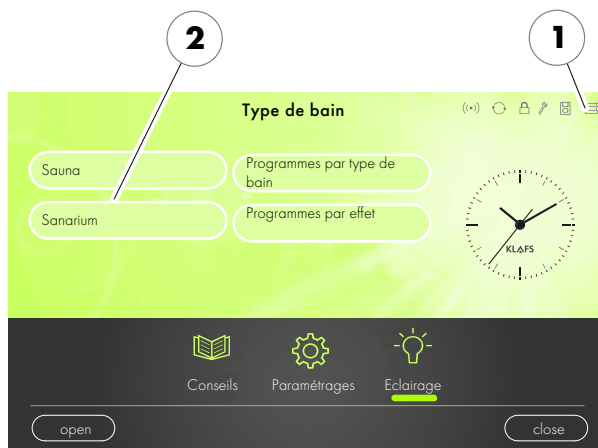 2
1
Type de bain
Sauna
Programmes par type de
bain
Sanarium
Programmes par effet
KLAFS
Conseils
Paramétrages
Eclairage
open
close